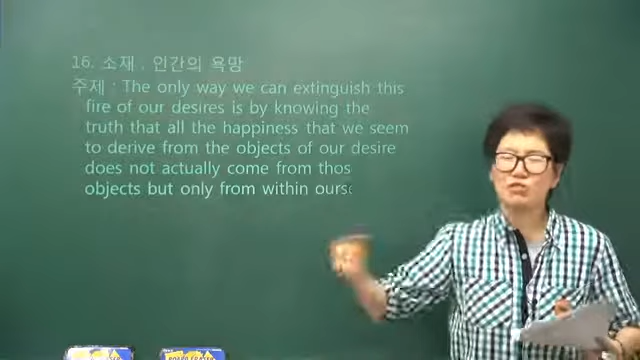 16. 소재 . 인간의 욕망
주제 : The only way we can extinguish this
fire of our desires is by knowing the
truth that all the happiness that we seem
to derive from the objects of our desire
does not actually come from thos
objects but only from within ours